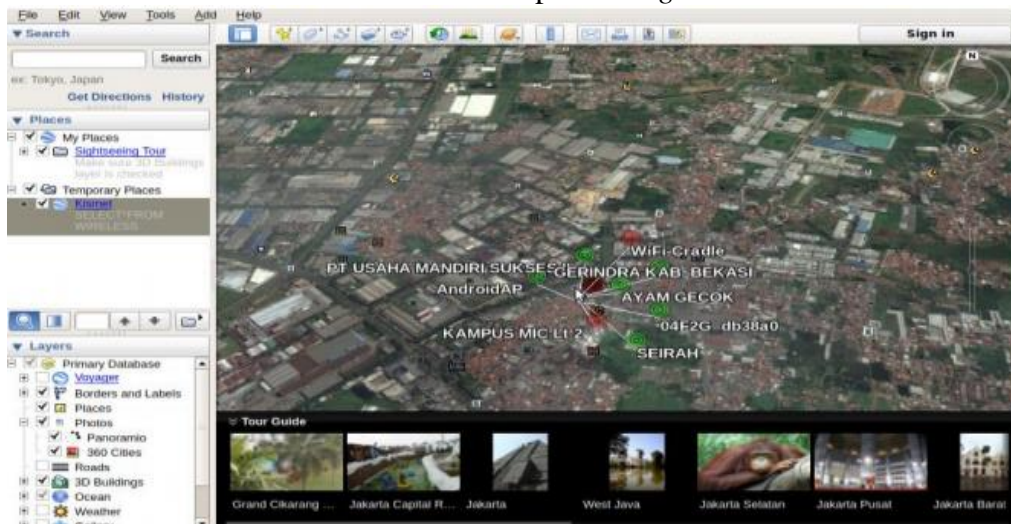 File Edit View Tools Add Help
Search
Search
ex: Tokyo, Japan
Get Directions History
Places
My Places
Sightseeing Tour
Make sure 3D Buildings
layer is checked
Temporary Places
Kismet
SELECT*FROM
WIRELESS
Layers
Primary Database
Voyager
Borders and Labels
Places
Photos
Panoramio
360 Cities
Roads
3D Buildings
Ocean
Weather
Sign in
N
WiFi-Cradle
PT USAHA MANDIRI SUKSES
GERINDRA KAB. BEKASI
AndroidAP
AYAM GECOK
04F2G_db38a0
KAMPUS MIC Lt 2
SEIRAH
Tour Guide
Grand Cikarang ...
Jakarta Capital R...
Jakarta
West Java
Jakarta Selatan
Jakarta Pusat
Jakarta Barat